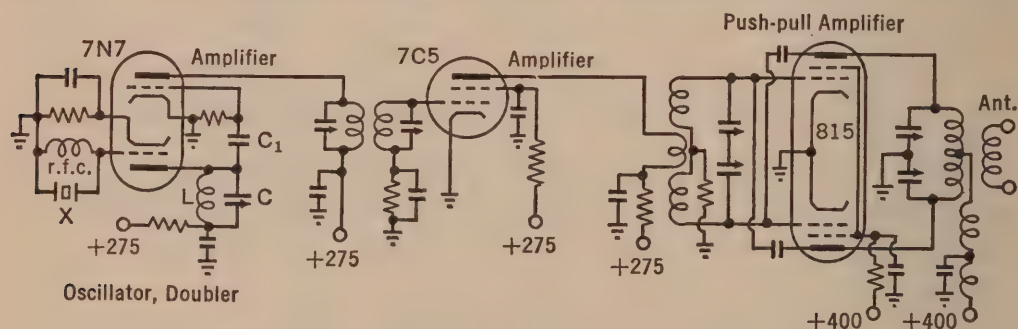 Push-pull Amplifier
7N7
Amplifier
7C5
Amplifier
Ant.
815
C₁
r.f.c.
L
C
X
+275
+275
+275
+275
Oscillator, Doubler
+400
+400